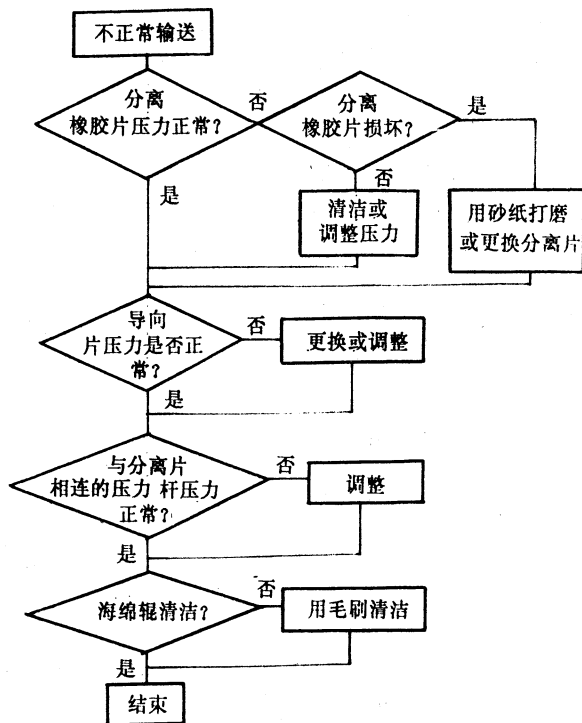 不正常输送
分离
橡胶片压力正常?
否
分离
橡胶片损坏?
是
是
否
清洁或
调整压力
用砂纸打磨
或更换分离片
导向
片压力是否正
常?
否
更换或调整
是
与分离片
相连的压力 杆压力
正常?
否
调整
是
海绵辊清洁?
否
用毛刷清洁
是
结束